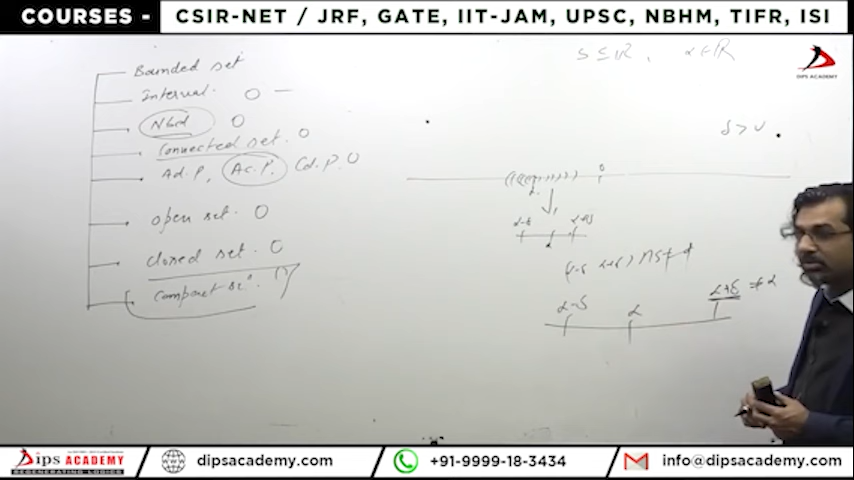 COURSES - CSIR-NET / JRF, GATE, IIT-JAM, UPSC, NBHM, TIFR, ISI
DIPS ACADEMY
S ⊆ R, α ∈ R
Bounded set
Interval.
Nbd
Connected set.
Ad.P, Ac.P. Cd.P.
open set.
closed set.
compact
δ > 0
0
α
α-δ α+δ
α
(α-δ α+δ) ∩ S ≠ ϕ
α-δ α α+δ
Dips ACADEMY
REGENERATING LOGICS
dipsacademy.com
+91-9999-18-3434
info@dipsacademy.com